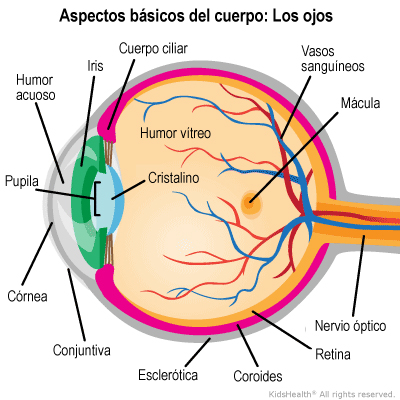 Aspectos básicos del cuerpo: Los ojos
Cuerpo ciliar
Iris
Vasos
sanguíneos
Humor
acuoso
Mácula
Humor vítreo
Pupila
Cristalino
Córnea
Conjuntiva
Nervio óptico
Retina
Esclerótica
Coroides
KidsHealth® All rights reserved.